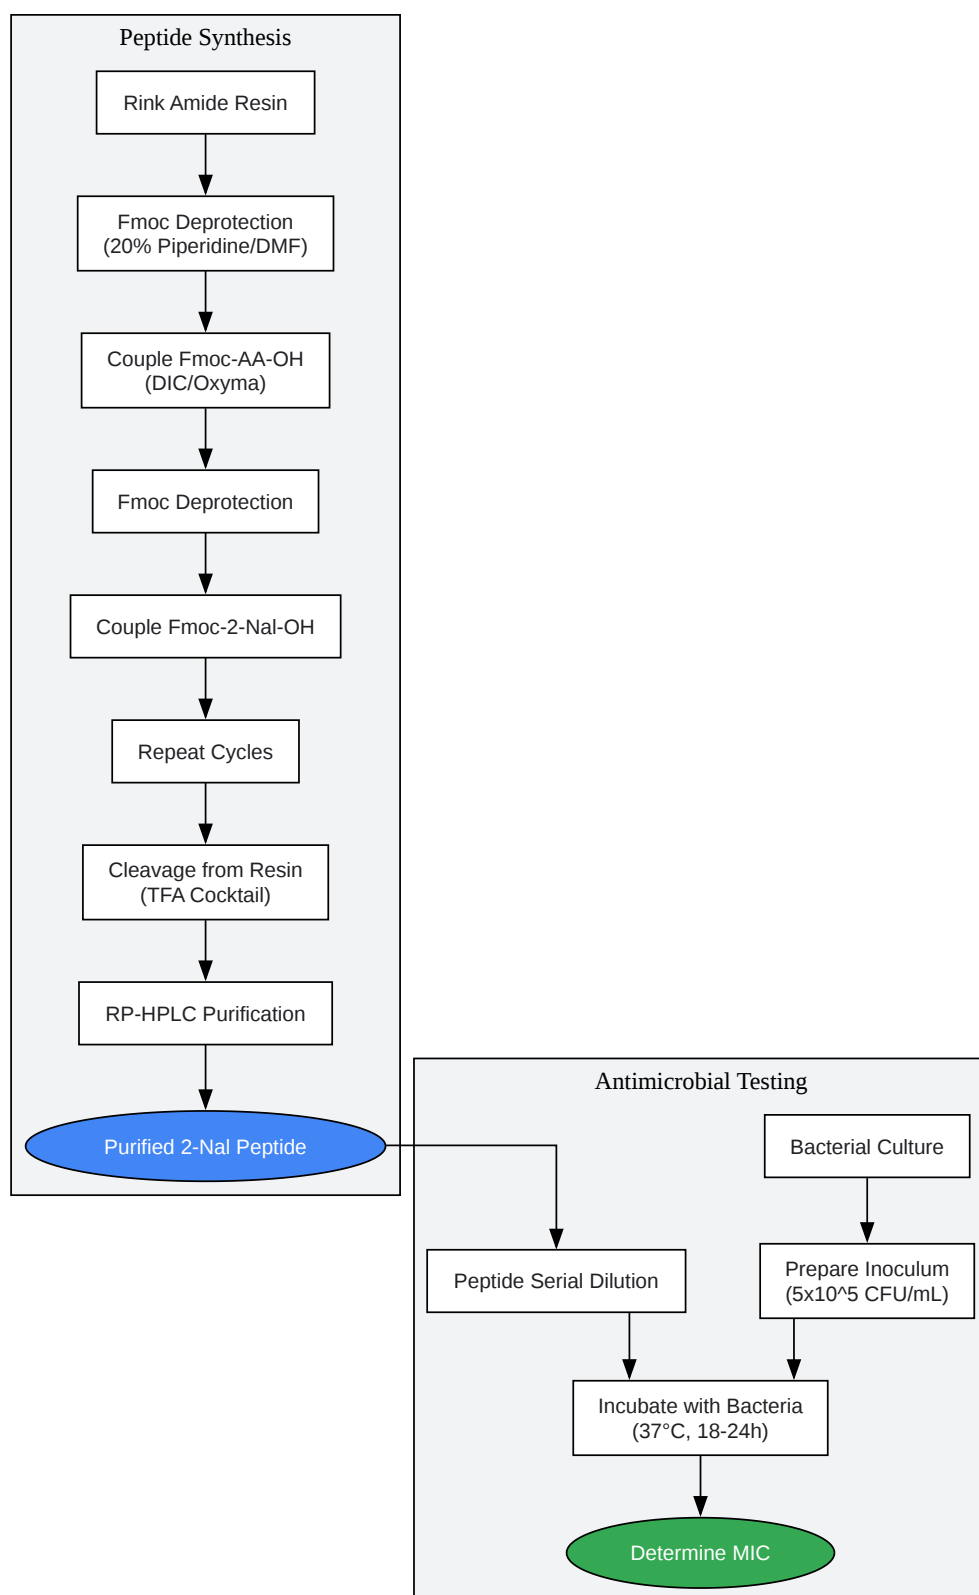 Peptide Synthesis
Rink Amide Resin
Fmoc Deprotection
(20% Piperidine/DMF)
Couple Fmoc-AA-OH
(DIC/Oxyma)
Fmoc Deprotection
Couple Fmoc-2-Nal-OH
Repeat Cycles
Cleavage from Resin
(TFA Cocktail)
RP-HPLC Purification
Purified 2-Nal Peptide
Antimicrobial Testing
Bacterial Culture
Peptide Serial Dilution
Prepare Inoculum
(5x10^5 CFU/mL)
Incubate with Bacteria
(37°C, 18-24h)
Determine MIC